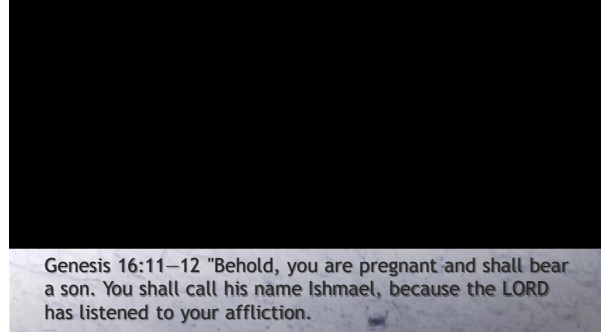 Genesis 16:11—12 "Behold, you are pregnant and shall bear
a son. You shall call his name Ishmael, because the LORD
has listened to your affliction.